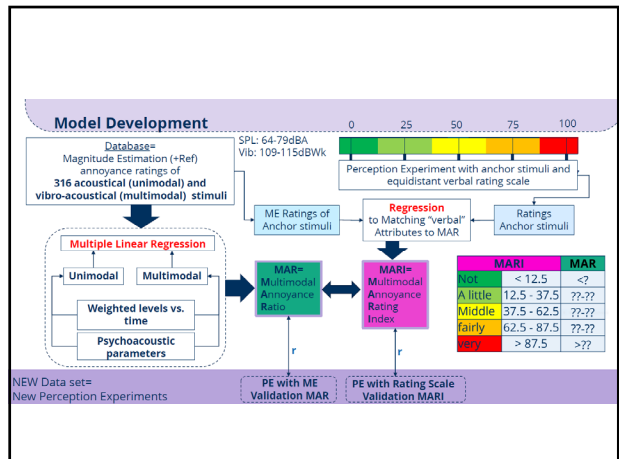 Model Development
0 25 50 75 100
Database=
Magnitude Estimation (+Ref)
annoyance ratings of
316 acoustical (unimodal) and
vibro-acoustical (multimodal) stimuli
SPL: 64-79dBA
Vib: 109-115dBWk
Perception Experiment with anchor stimuli and
equidistant verbal rating scale
ME Ratings of
Anchor stimuli
Regression
to Matching "verbal"
Attributes to MAR
Ratings
Anchor stimuli
Multiple Linear Regression
Unimodal Multimodal
Weighted levels vs.
time
Psychoacoustic
parameters
MAR=
Multimodal
Annoyance
Ratio
MARI=
Multimodal
Annoyance
Rating
Index
MARI MAR
Not < 12.5 <?
A little 12.5 - 37.5 ??-??
Middle 37.5 - 62.5 ??-??
fairly 62.5 - 87.5 ??-??
very > 87.5 >??
r r
NEW Data set=
New Perception Experiments
PE with ME
Validation MAR
PE with Rating Scale
Validation MARI